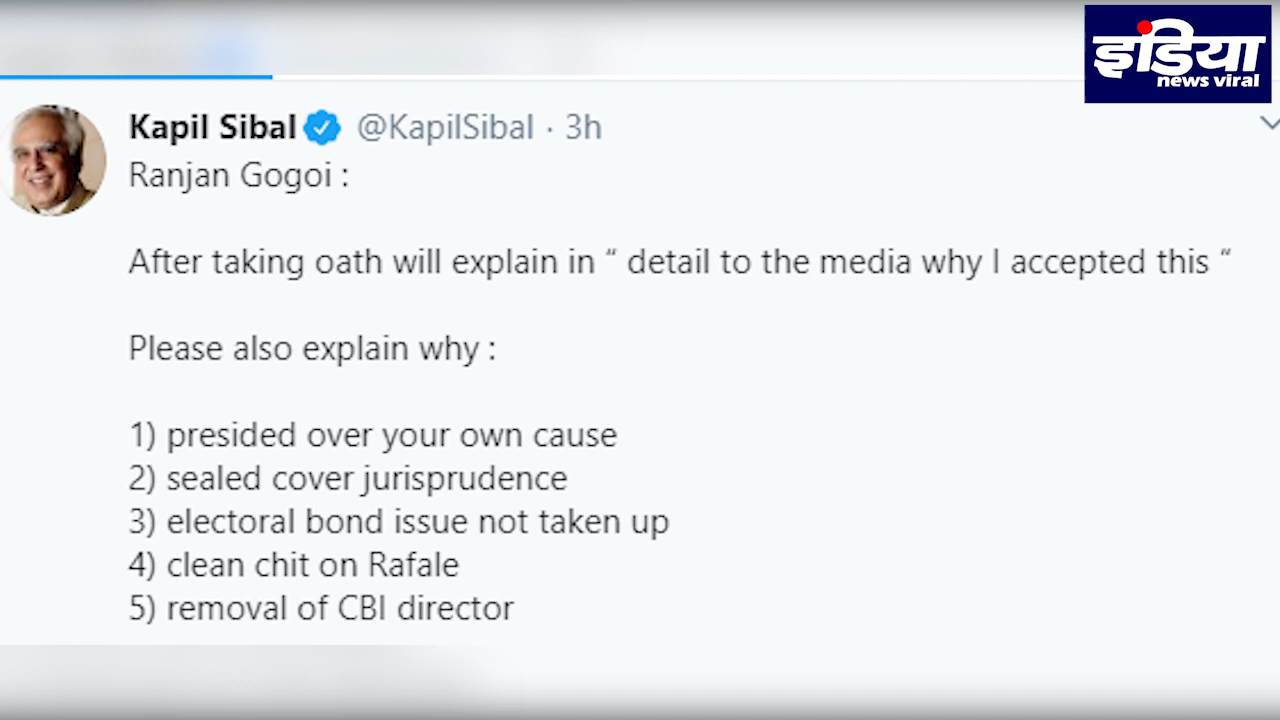 इंडिया
news viral
Kapil Sibal @KapilSibal · 3h
Ranjan Gogoi :
After taking oath will explain in “ detail to the media why I accepted this “
Please also explain why :
1) presided over your own cause
2) sealed cover jurisprudence
3) electoral bond issue not taken up
4) clean chit on Rafale
5) removal of CBI director